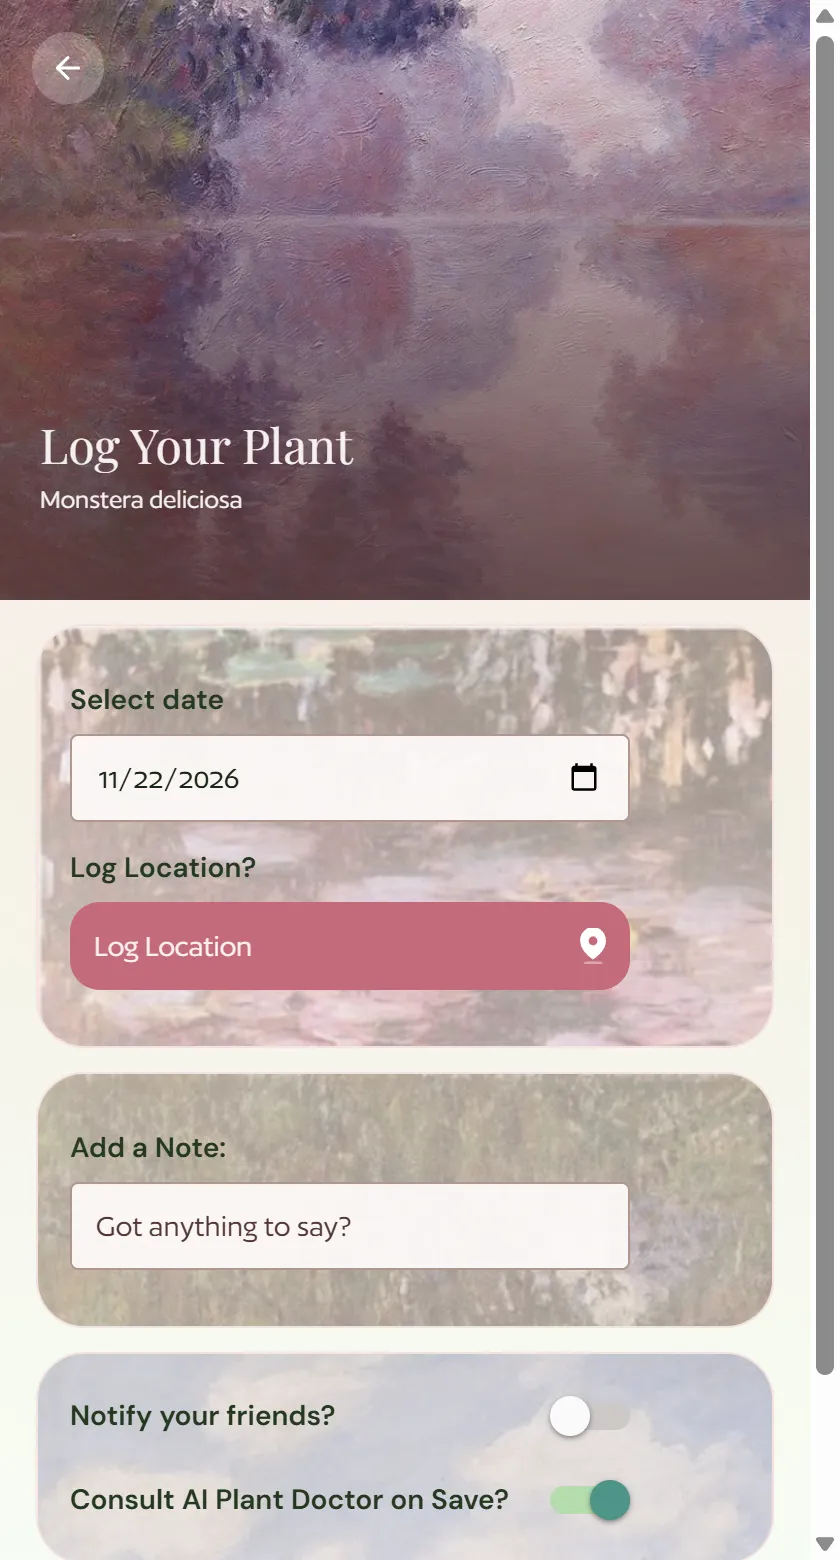 Log Your Plant
Monstera deliciosa
Select date
11/22/2026
Log Location?
Log Location
Add a Note:
Got anything to say?
Notify your friends?
Consult AI Plant Doctor on Save?